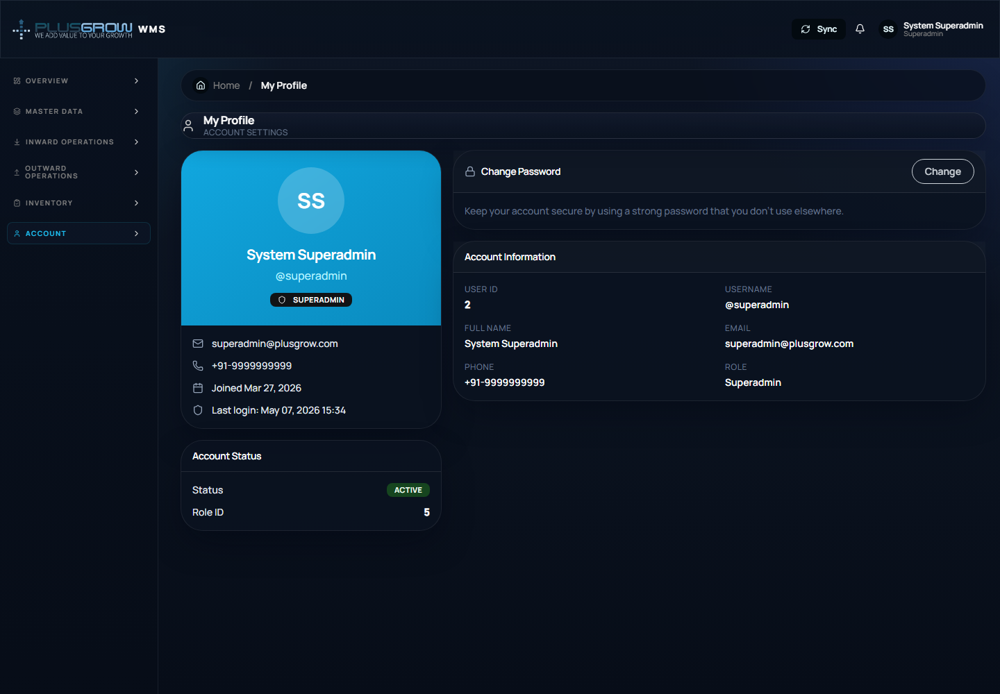 PLUSGROW WMS
WE ADD VALUE TO YOUR GROWTH
Sync
SS
System Superadmin
Superadmin
OVERVIEW
MASTER DATA
INWARD OPERATIONS
OUTWARD
OPERATIONS
INVENTORY
ACCOUNT
Home / My Profile
My Profile
ACCOUNT SETTINGS
SS
System Superadmin
@superadmin
SUPERADMIN
superadmin@plusgrow.com
+91-9999999999
Joined Mar 27, 2026
Last login: May 07, 2026 15:34
Account Status
Status ACTIVE
Role ID 5
Change Password Change
Keep your account secure by using a strong password that you don't use elsewhere.
Account Information
USER ID USERNAME
2 @superadmin
FULL NAME EMAIL
System Superadmin superadmin@plusgrow.com
PHONE ROLE
+91-9999999999 Superadmin